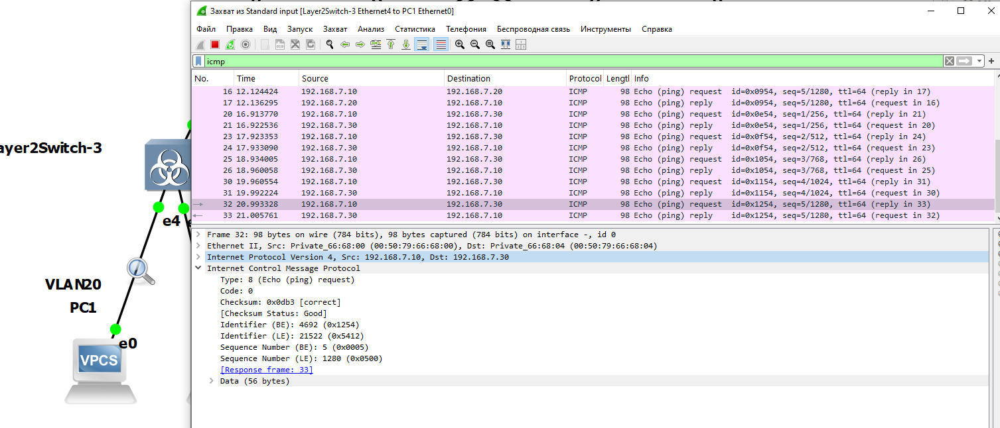 Захват из Standard input [Layer2Switch-3 Ethernet4 to PC1 Ethernet0]
Файл Правка Вид Запуск Захват Анализ Статистика Телефония Беспроводная связь Инструменты Справка
icmp
No. Time Source Destination Protocol Lengtl Info
16 12.124424 192.168.7.10 192.168.7.20 ICMP 98 Echo (ping) request id=0x0954, seq=5/1280, ttl=64 (reply in 17)
17 12.136295 192.168.7.20 192.168.7.10 ICMP 98 Echo (ping) reply id=0x0954, seq=5/1280, ttl=64 (request in 16)
20 16.913770 192.168.7.10 192.168.7.30 ICMP 98 Echo (ping) request id=0x0e54, seq=1/256, ttl=64 (reply in 21)
21 16.922536 192.168.7.30 192.168.7.10 ICMP 98 Echo (ping) reply id=0x0e54, seq=1/256, ttl=64 (request in 20)
23 17.923353 192.168.7.10 192.168.7.30 ICMP 98 Echo (ping) request id=0x0f54, seq=2/512, ttl=64 (reply in 24)
24 17.933090 192.168.7.30 192.168.7.10 ICMP 98 Echo (ping) reply id=0x0f54, seq=2/512, ttl=64 (request in 23)
25 18.934005 192.168.7.10 192.168.7.30 ICMP 98 Echo (ping) request id=0x1054, seq=3/768, ttl=64 (reply in 26)
26 18.960058 192.168.7.30 192.168.7.10 ICMP 98 Echo (ping) reply id=0x1054, seq=3/768, ttl=64 (request in 25)
30 19.960554 192.168.7.10 192.168.7.30 ICMP 98 Echo (ping) request id=0x1154, seq=4/1024, ttl=64 (reply in 31)
31 19.992224 192.168.7.30 192.168.7.10 ICMP 98 Echo (ping) reply id=0x1154, seq=4/1024, ttl=64 (request in 30)
32 20.993328 192.168.7.10 192.168.7.30 ICMP 98 Echo (ping) request id=0x1254, seq=5/1280, ttl=64 (reply in 33)
33 21.005761 192.168.7.30 192.168.7.10 ICMP 98 Echo (ping) reply id=0x1254, seq=5/1280, ttl=64 (request in 32)
Frame 32: 98 bytes on wire (784 bits), 98 bytes captured (784 bits) on interface -, id 0
Ethernet II, Src: Private_66:68:00 (00:50:79:66:68:00), Dst: Private_66:68:04 (00:50:79:66:68:04)
Internet Protocol Version 4, Src: 192.168.7.10, Dst: 192.168.7.30
Internet Control Message Protocol
Type: 8 (Echo (ping) request)
Code: 0
Checksum: 0x0db3 [correct]
[Checksum Status: Good]
Identifier (BE): 4692 (0x1254)
Identifier (LE): 21522 (0x5412)
Sequence Number (BE): 5 (0x0005)
Sequence Number (LE): 1280 (0x0500)
[Response frame: 33]
Data (56 bytes)
ayer2Switch-3
e4
VLAN20
PC1
e0
VPCS